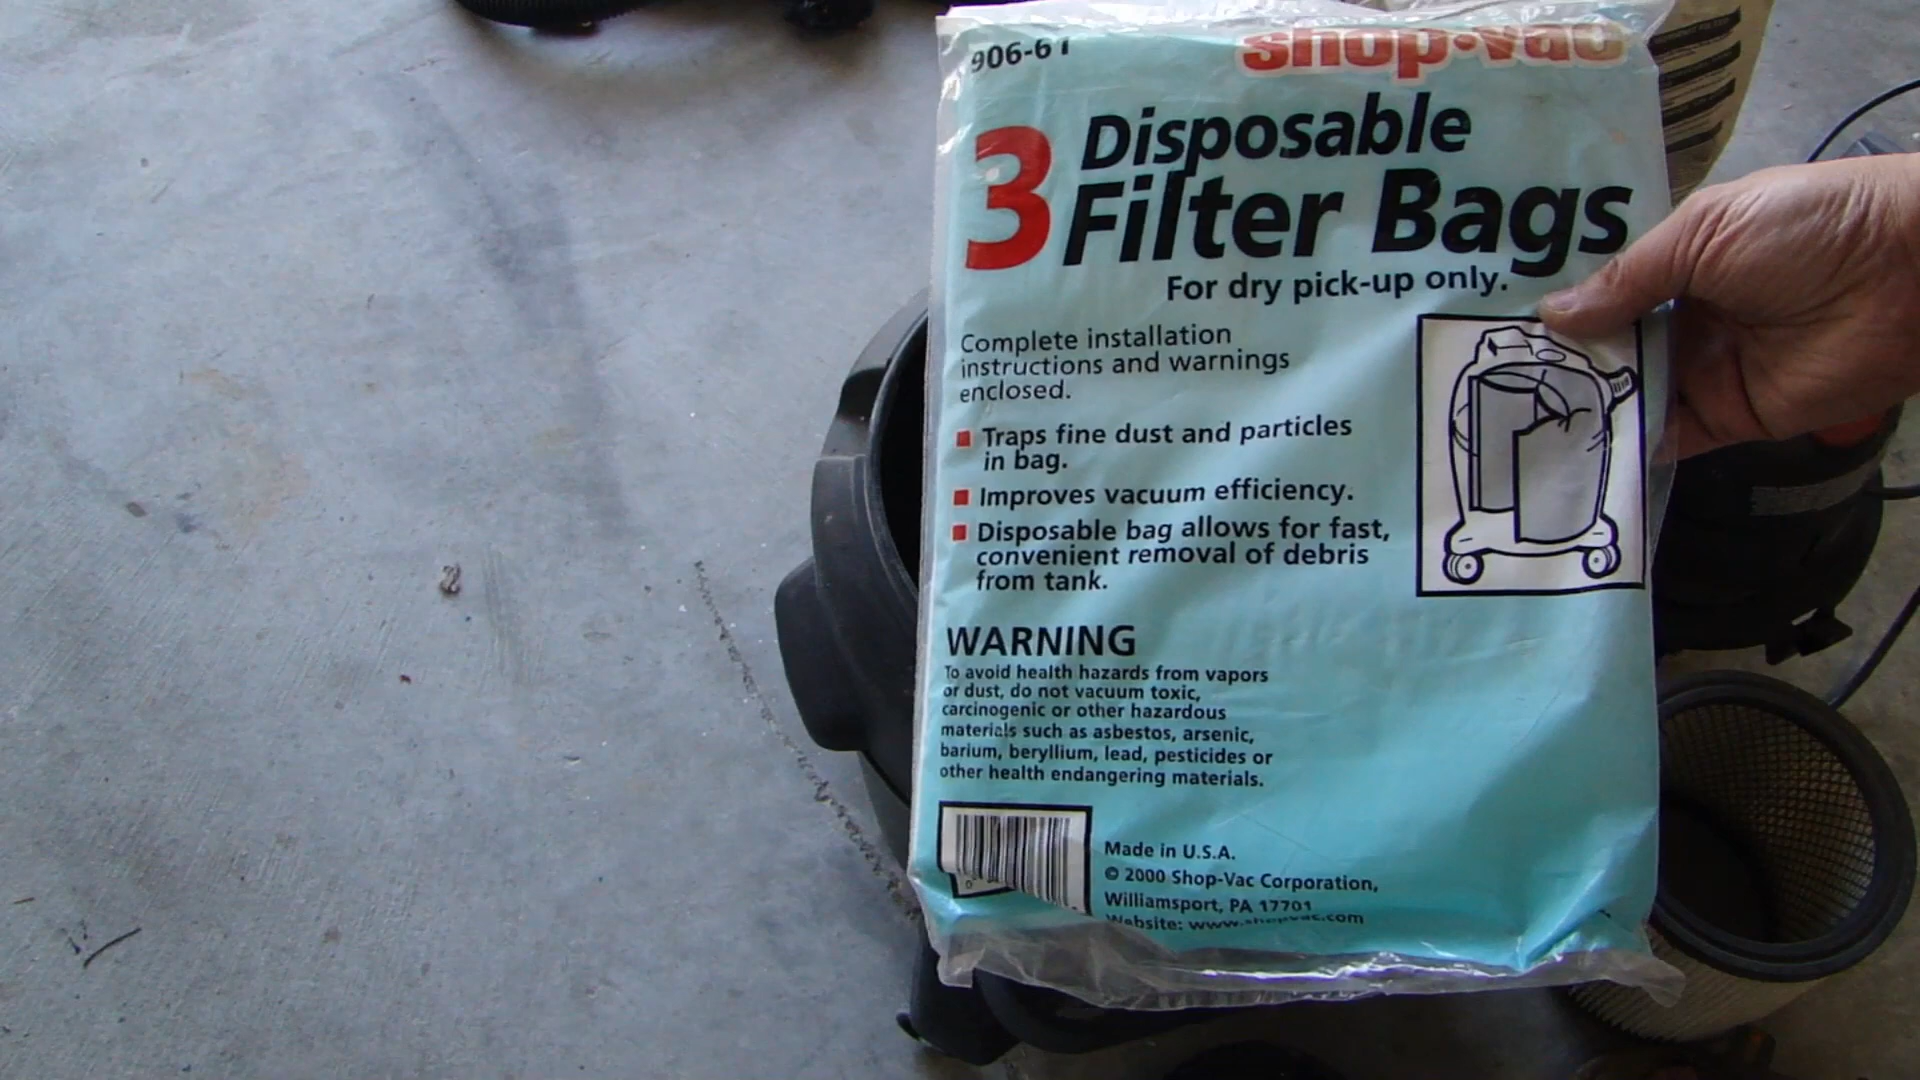 906-61
shop·vac
3 Disposable
Filter Bags
For dry pick-up only.
Complete installation
instructions and warnings
enclosed.
Traps fine dust and particles
in bag.
Improves vacuum efficiency.
Disposable bag allows for fast,
convenient removal of debris
from tank.
WARNING
To avoid health hazards from vapors
or dust, do not vacuum toxic,
carcinogenic or other hazardous
materials such as asbestos, arsenic,
barium, beryllium, lead, pesticides or
other health endangering materials.
Made in U.S.A.
© 2000 Shop-Vac Corporation,
Williamsport, PA 17701
Website: www.shopvac.com